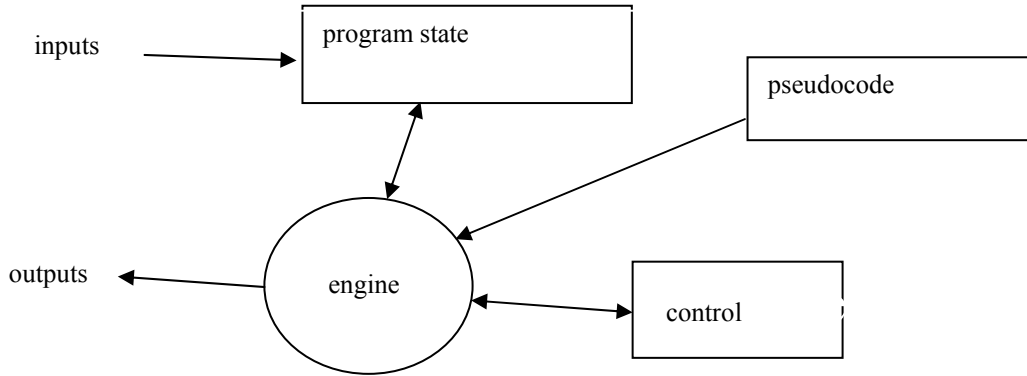 program state
inputs
pseudocode
outputs
engine
control